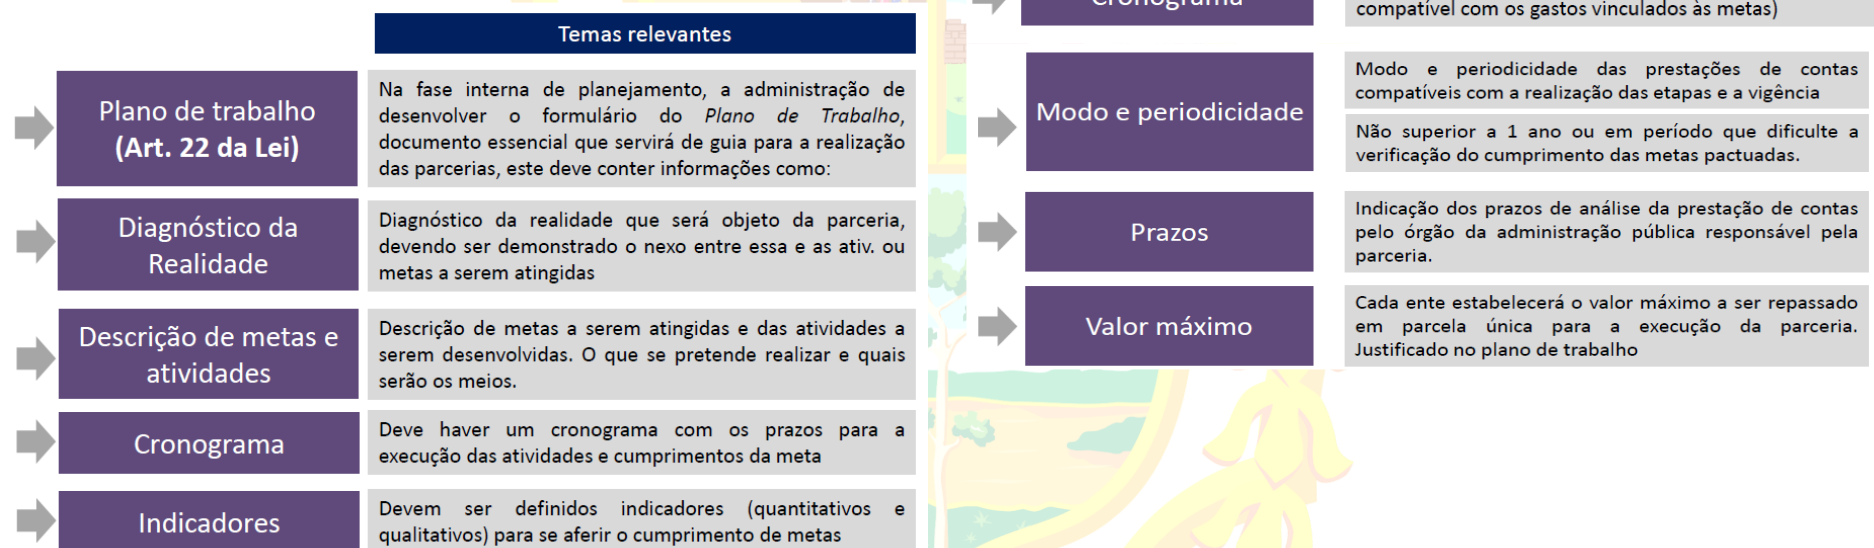 Temas relevantes
Plano de trabalho
(Art. 22 da Lei)
Na fase interna de planejamento, a administração de
desenvolver o formulário do Plano de Trabalho,
documento essencial que servirá de guia para a realização
das parcerias, este deve conter informações como:
Diagnóstico da
Realidade
Diagnóstico da realidade que será objeto da parceria,
devendo ser demonstrado o nexo entre essa e as ativ. ou
metas a serem atingidas
Descrição de metas e
atividades
Descrição de metas a serem atingidas e das atividades a
serem desenvolvidas. O que se pretende realizar e quais
serão os meios.
Cronograma
Deve haver um cronograma com os prazos para a
execução das atividades e cumprimentos da meta
Indicadores
Devem ser definidos indicadores (quantitativos e
qualitativos) para se aferir o cumprimento de metas
Cronograma
compatível com os gastos vinculados às metas)
Modo e periodicidade
Modo e periodicidade das prestações de contas
compatíveis com a realização das etapas e a vigência
Não superior a 1 ano ou em período que dificulte a
verificação do cumprimento das metas pactuadas.
Prazos
Indicação dos prazos de análise da prestação de contas
pelo órgão da administração pública responsável pela
parceria.
Valor máximo
Cada ente estabelecerá o valor máximo a ser repassado
em parcela única para a execução da parceria.
Justificado no plano de trabalho